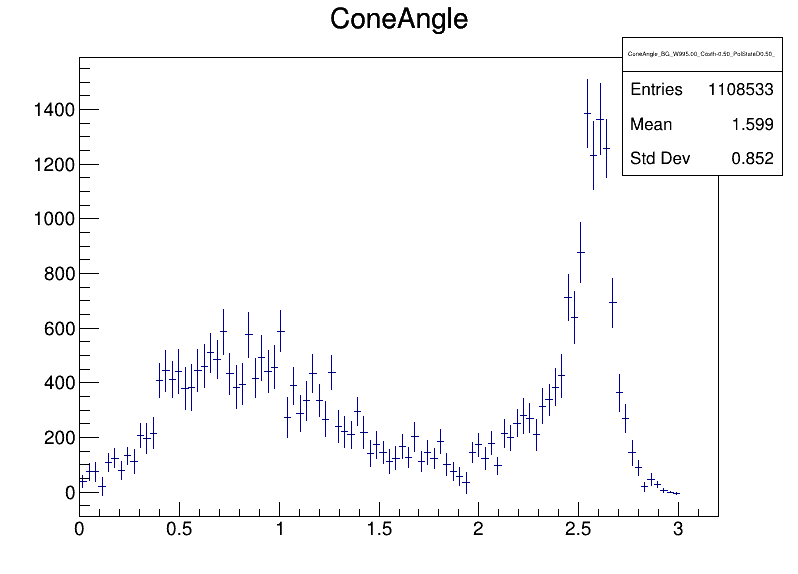 ConeAngle
ConeAngle_BG_W995.00_Costh-0.50_PolStateD0.50_
Entries 1108533
Mean 1.599
Std Dev 0.852
1400
1200
1000
800
600
400
200
0
0 0.5 1 1.5 2 2.5 3